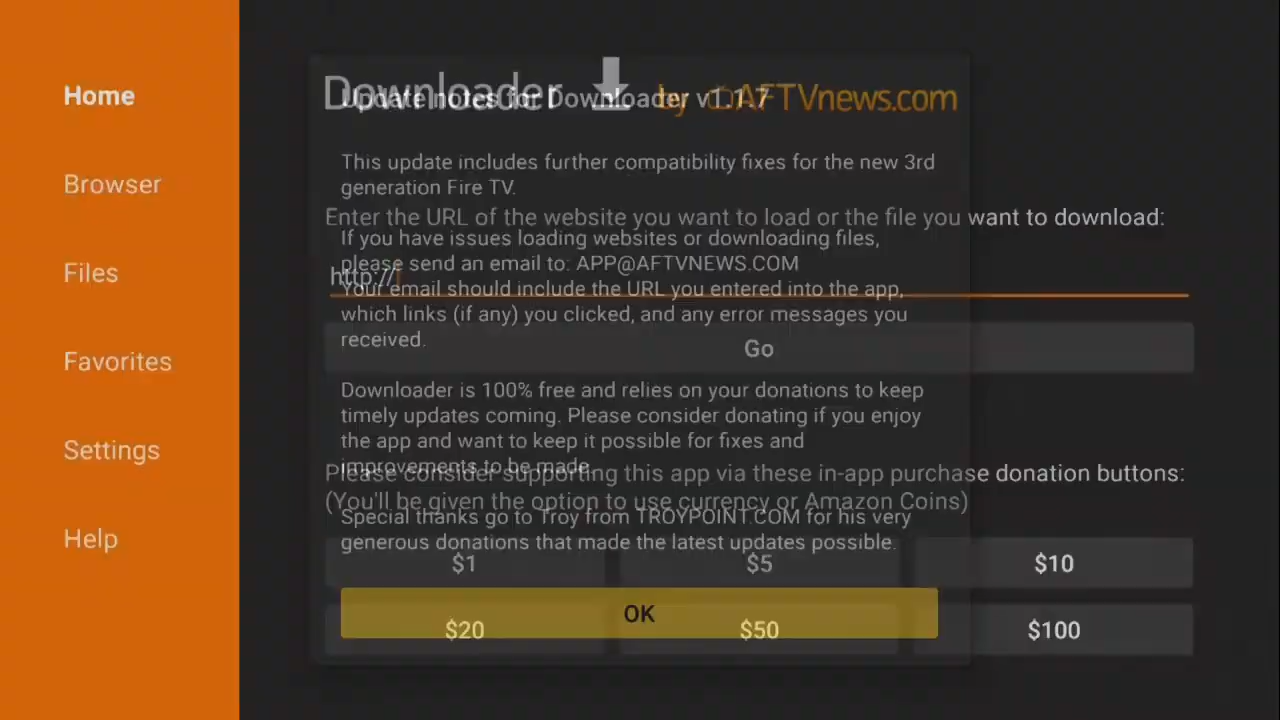 Home
Browser
Files
Favorites
Settings
Help
Downloader by AFTVnews.com
Update notes for Downloader v1.1.7
This update includes further compatibility fixes for the new 3rd
generation Fire TV.
Enter the URL of the website you want to load or the file you want to download:
If you have issues loading websites or downloading files,
please send an email to: APP@AFTVNEWS.COM
http://
Your email should include the URL you entered into the app,
which links (if any) you clicked, and any error messages you
received.
Go
Downloader is 100% free and relies on your donations to keep
timely updates coming. Please consider donating if you enjoy
the app and want to keep it possible for fixes and
improvements to be made.
Please consider supporting this app via these in-app purchase donation buttons:
(You'll be given the option to use currency or Amazon Coins)
Special thanks go to Troy from TROYPOINT.COM for his very
generous donations that made the latest updates possible.
$1 $5 $10
OK
$20 $50 $100